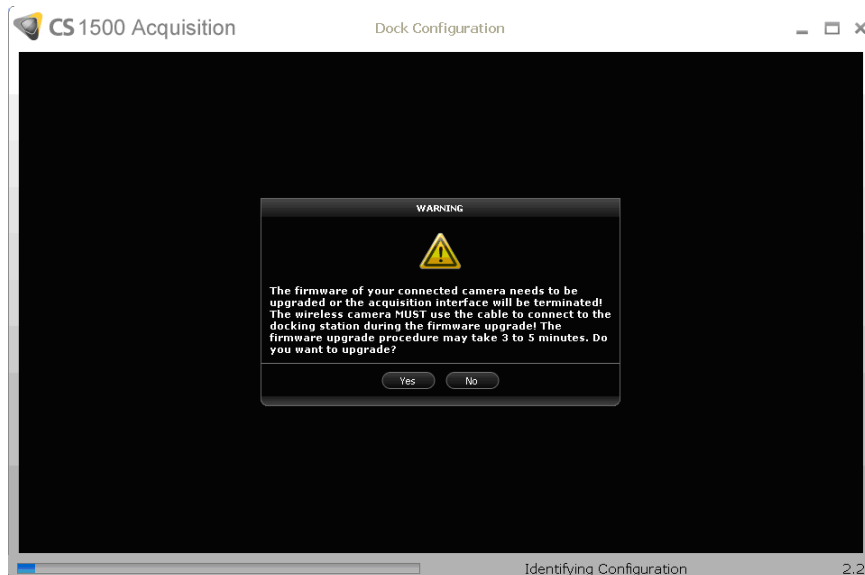 CS 1500 Acquisition
Dock Configuration
WARNING
The firmware of your connected camera needs to be
upgraded or the acquisition interface will be terminated!
The wireless camera MUST use the cable to connect to the
docking station during the firmware upgrade! The
firmware upgrade procedure may take 3 to 5 minutes. Do
you want to upgrade?
Yes
No
Identifying Configuration
2.2